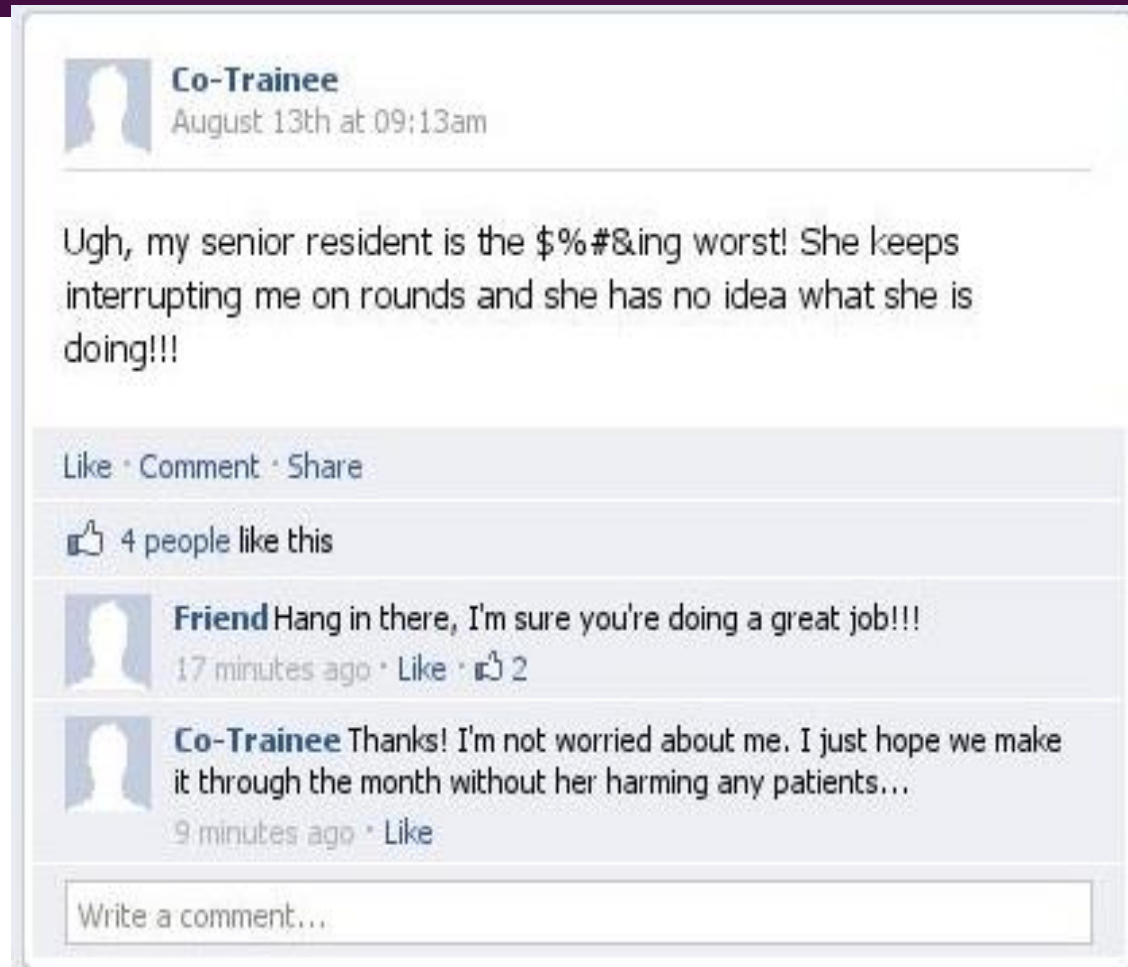 Co-Trainee
August 13th at 09:13am
Ugh, my senior resident is the $%#&ing worst! She keeps
interrupting me on rounds and she has no idea what she is
doing!!!
Like · Comment · Share
4 people like this
Friend Hang in there, I'm sure you're doing a great job!!!
17 minutes ago · Like · 2
Co-Trainee Thanks! I'm not worried about me. I just hope we make
it through the month without her harming any patients...
9 minutes ago · Like
Write a comment...